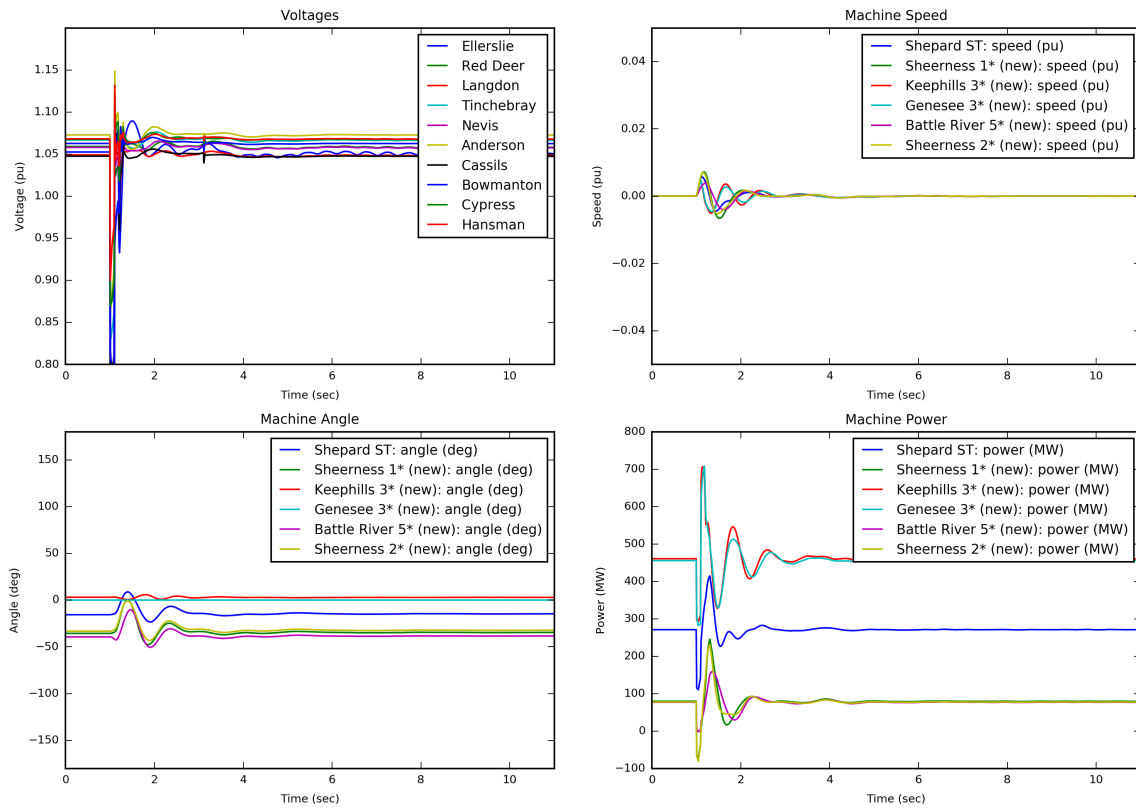 Voltages
1.15
1.10
1.05
1.00
0.95
0.90
0.85
0.80
Voltage (pu)
0
2
4
6
8
10
Time (sec)
Ellerslie
Red Deer
Langdon
Tinchebray
Nevis
Anderson
Cassils
Bowmanton
Cypress
Hansman
Machine Speed
0.04
0.02
0.00
−0.02
−0.04
Speed (pu)
0
2
4
6
8
10
Time (sec)
Shepard ST: speed (pu)
Sheerness 1* (new): speed (pu)
Keephills 3* (new): speed (pu)
Genesee 3* (new): speed (pu)
Battle River 5* (new): speed (pu)
Sheerness 2* (new): speed (pu)
Machine Angle
150
100
50
0
−50
−100
−150
Angle (deg)
0
2
4
6
8
10
Time (sec)
Shepard ST: angle (deg)
Sheerness 1* (new): angle (deg)
Keephills 3* (new): angle (deg)
Genesee 3* (new): angle (deg)
Battle River 5* (new): angle (deg)
Sheerness 2* (new): angle (deg)
Machine Power
800
700
600
500
400
300
200
100
0
−100
Power (MW)
0
2
4
6
8
10
Time (sec)
Shepard ST: power (MW)
Sheerness 1* (new): power (MW)
Keephills 3* (new): power (MW)
Genesee 3* (new): power (MW)
Battle River 5* (new): power (MW)
Sheerness 2* (new): power (MW)